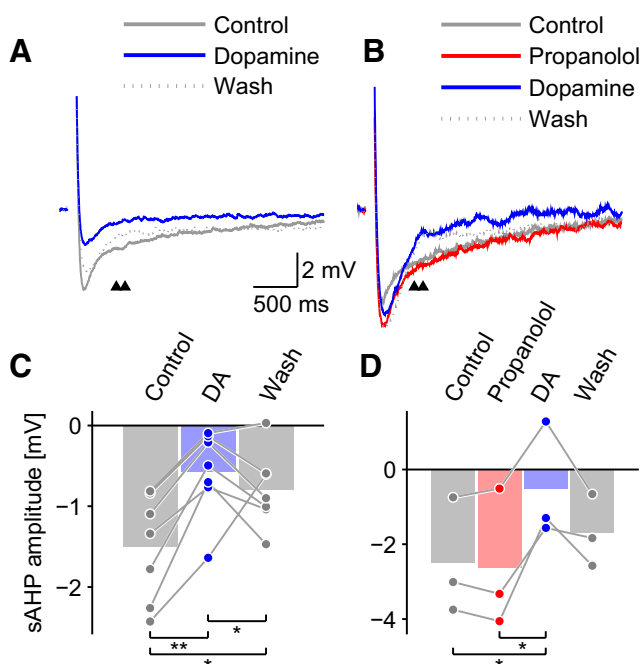 A
Control
Dopamine
Wash
B
Control
Propanolol
Dopamine
Wash
2 mV
500 ms
C
Control
DA
Wash
D
Control
Propanolol
DA
Wash
sAHP amplitude [mV]
0
−1
−2
**
*
*
0
−2
−4
*
*